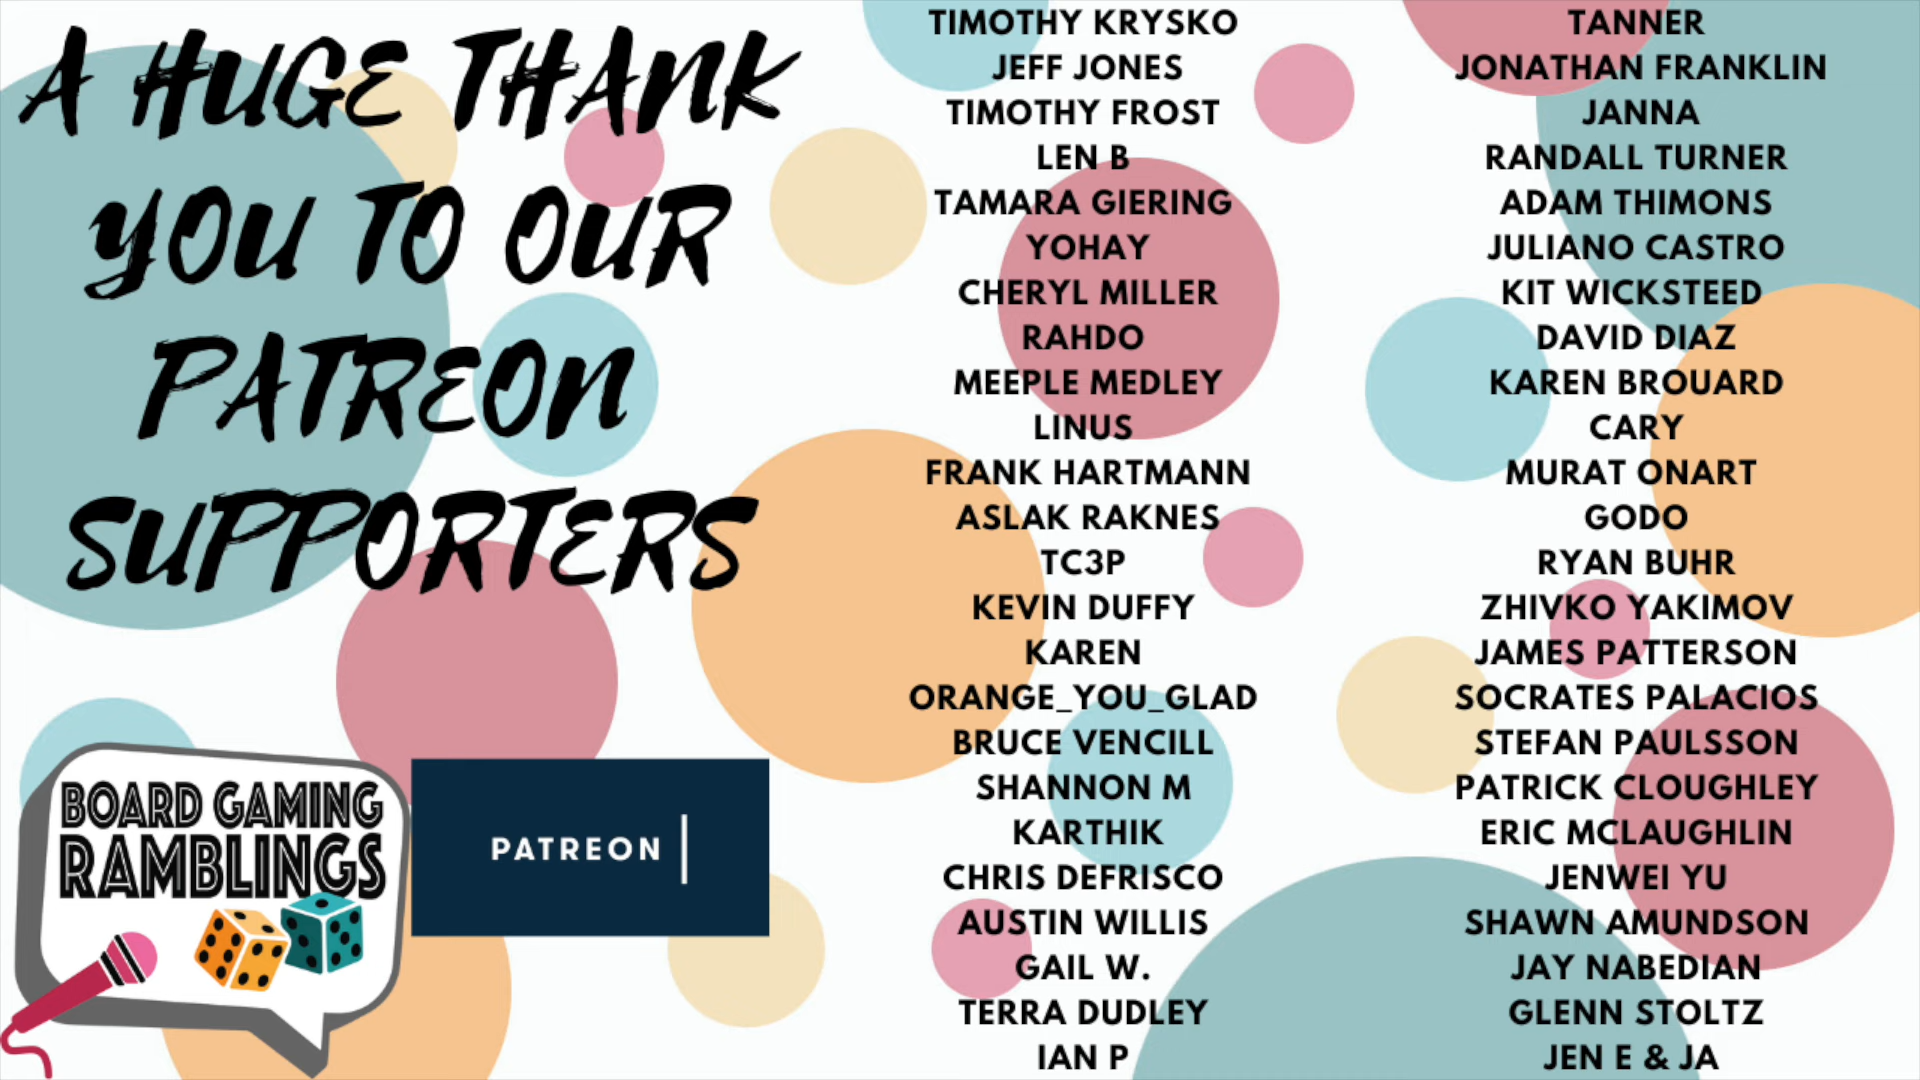 A HUGE THANK
YOU TO OUR
PATREON
SUPPORTERS
BOARD GAMING
RAMBLINGS
PATREON
TIMOTHY KRYSKO
JEFF JONES
TIMOTHY FROST
LEN B
TAMARA GIERING
YOHAY
CHERYL MILLER
RAHDO
MEEPLE MEDLEY
LINUS
FRANK HARTMANN
ASLAK RAKNES
TC3P
KEVIN DUFFY
KAREN
ORANGE_YOU_GLAD
BRUCE VENCILL
SHANNON M
KARTHIK
CHRIS DEFRISCO
AUSTIN WILLIS
GAIL W.
TERRA DUDLEY
IAN P
TANNER
JONATHAN FRANKLIN
JANNA
RANDALL TURNER
ADAM THIMONS
JULIANO CASTRO
KIT WICKSTEED
DAVID DIAZ
KAREN BROUARD
CARY
MURAT ONART
GODO
RYAN BUHR
ZHIVKO YAKIMOV
JAMES PATTERSON
SOCRATES PALACIOS
STEFAN PAULSSON
PATRICK CLOUGHLEY
ERIC MCLAUGHLIN
JENWEI YU
SHAWN AMUNDSON
JAY NABEDIAN
GLENN STOLTZ
JEN E & JA